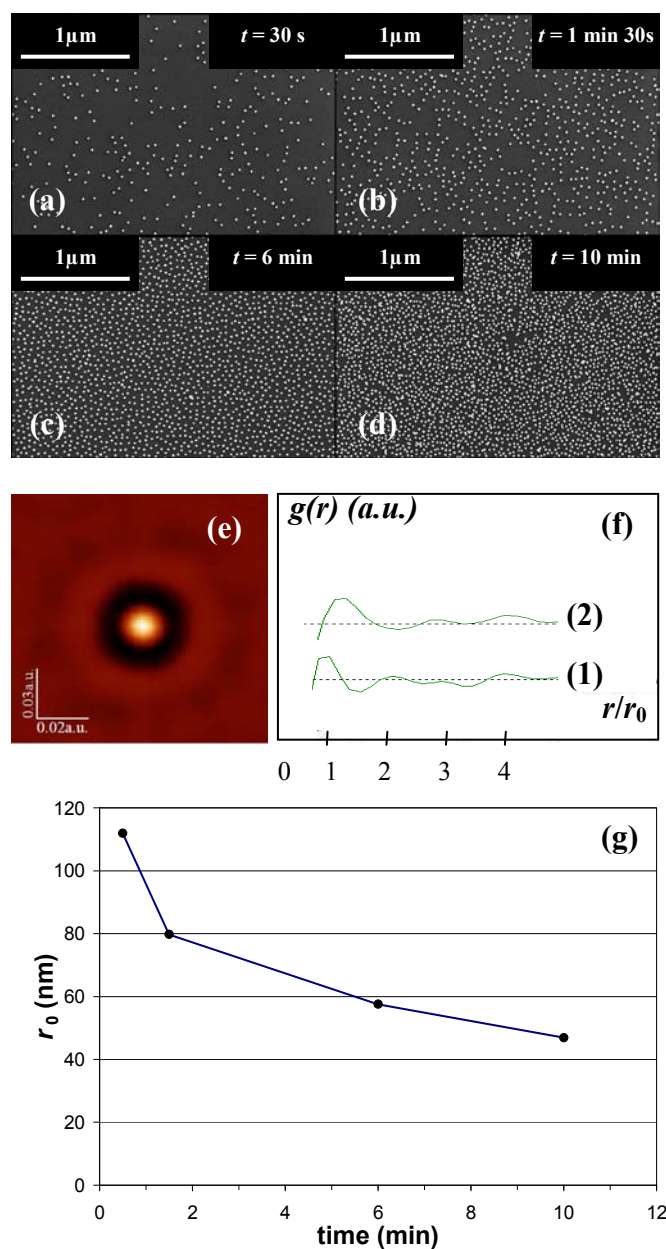 1μm
t = 30 s
1μm
t = 1 min 30s
(a)
(b)
1μm
t = 6 min
1μm
t = 10 min
(c)
(d)
(e)
0.03a.u.
0.02a.u.
g(r) (a.u.)
(f)
(2)
(1)
r/r0
0 1 2 3 4
120
(g)
100
80
60
40
20
0
r0 (nm)
0 2 4 6 8 10 12
time (min)